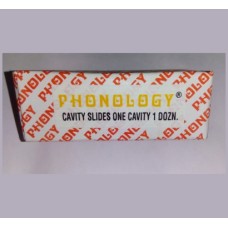 PHONOLOGY®
CAVITY SLIDES ONE CAVITY 1 DOZN.